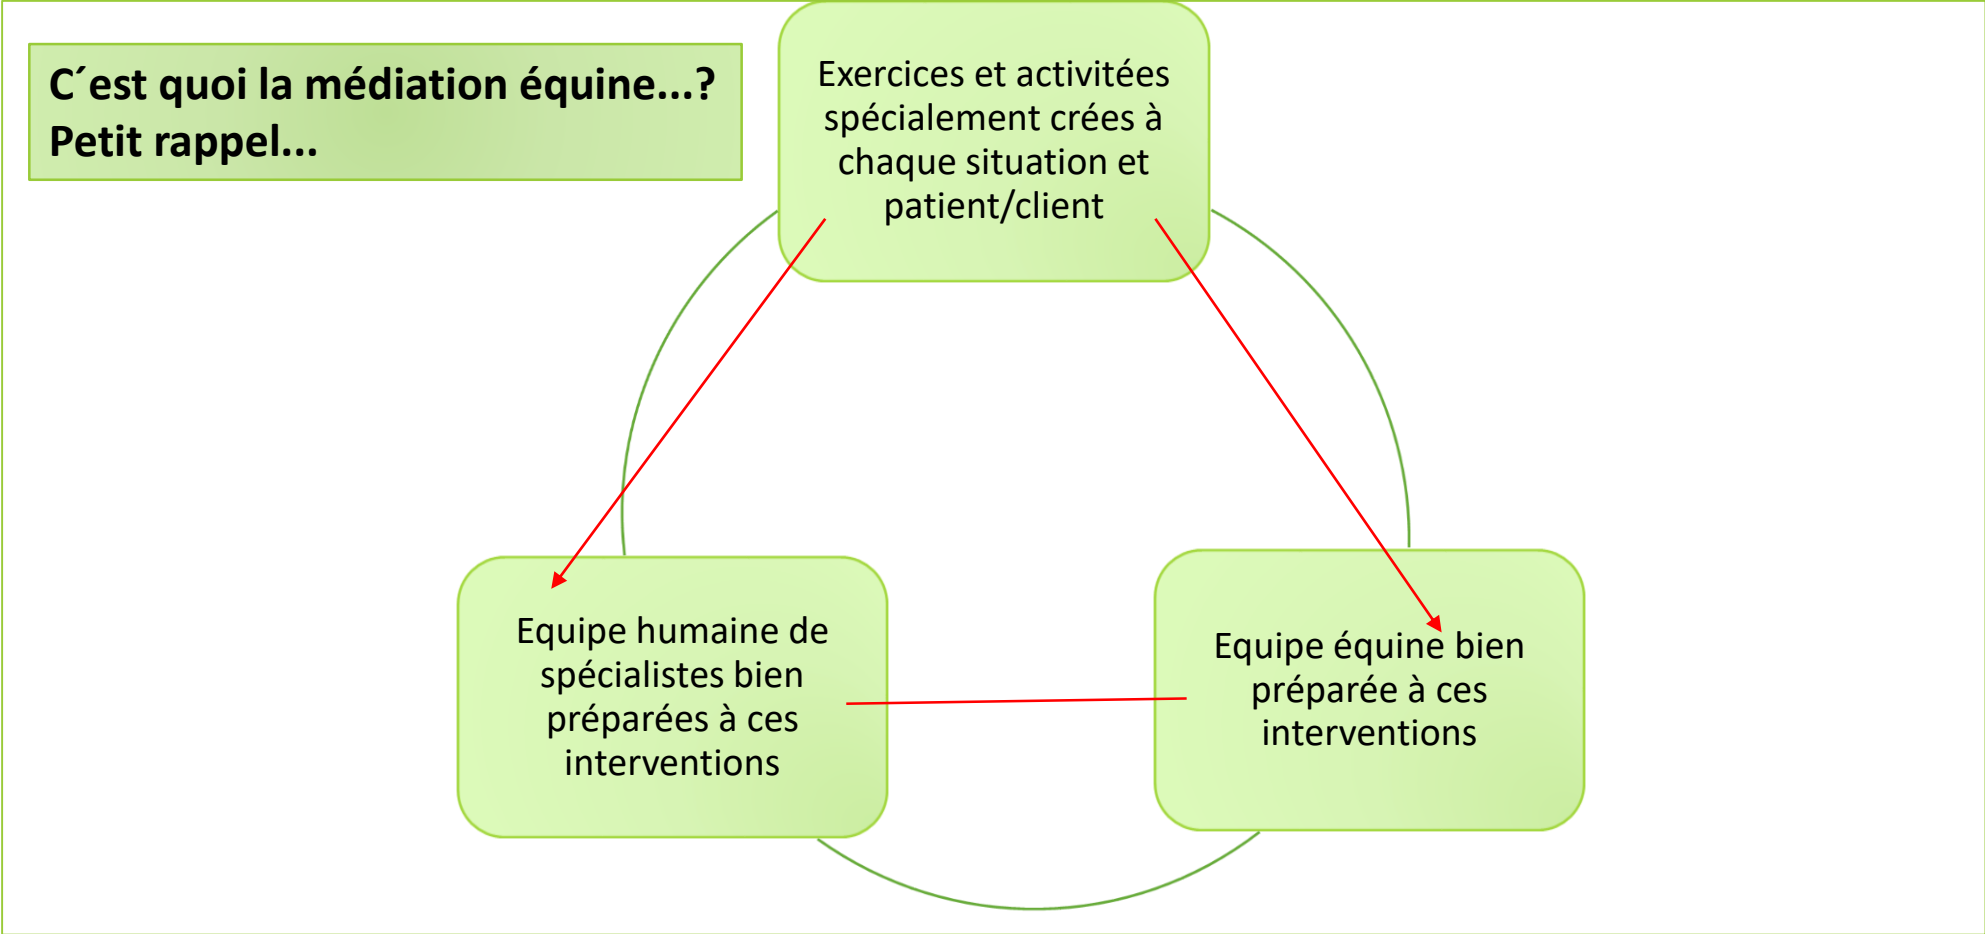 C´est quoi la médiation équine...?
Petit rappel...
Exercices et activitées
spécialement crées à
chaque situation et
patient/client
Equipe humaine de
spécialistes bien
préparées à ces
interventions
Equipe équine bien
préparée à ces
interventions